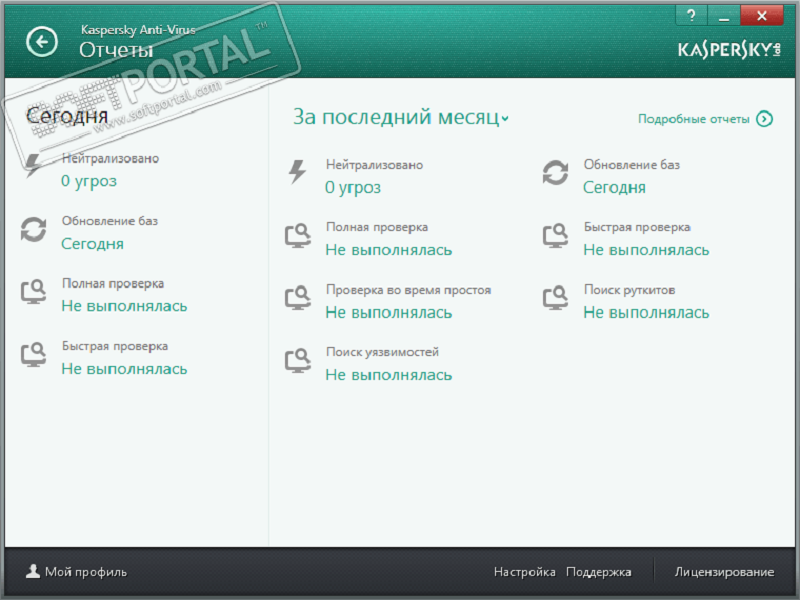 Kaspersky Anti-Virus
Отчеты
?
KASPERSKY lab
SOFTPORTAL™
www.softportal.com
Сегодня
Нейтрализовано
0 угроз
Обновление баз
Сегодня
Полная проверка
Не выполнялась
Быстрая проверка
Не выполнялась
За последний месяц
Подробные отчеты
Нейтрализовано
0 угроз
Обновление баз
Сегодня
Полная проверка
Не выполнялась
Быстрая проверка
Не выполнялась
Проверка во время простоя
Не выполнялась
Поиск руткитов
Не выполнялась
Поиск уязвимостей
Не выполнялась
Мой профиль
Настройка
Поддержка
Лицензирование